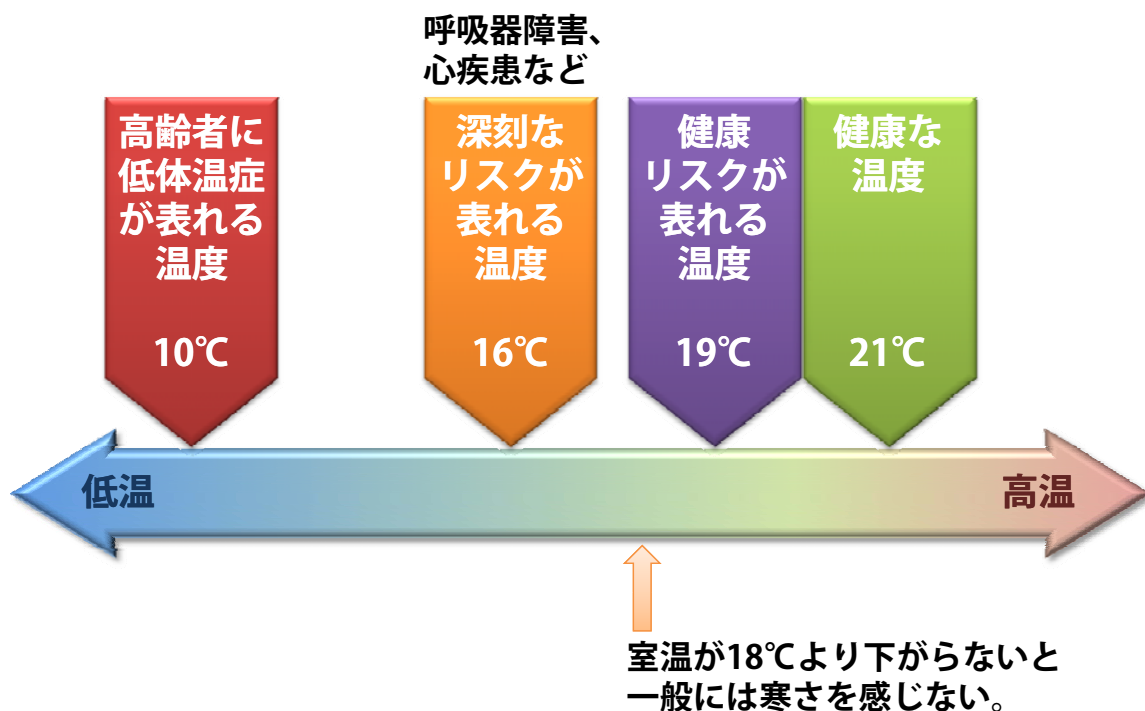 呼吸器障害、
心疾患など
高齢者に
低体温症
が表れる
温度
10℃
深刻な
リスクが
表れる
温度
16℃
健康
リスクが
表れる
温度
19℃
健康な
温度
21℃
低温
高温
室温が18℃より下がらないと
一般には寒さを感じない。